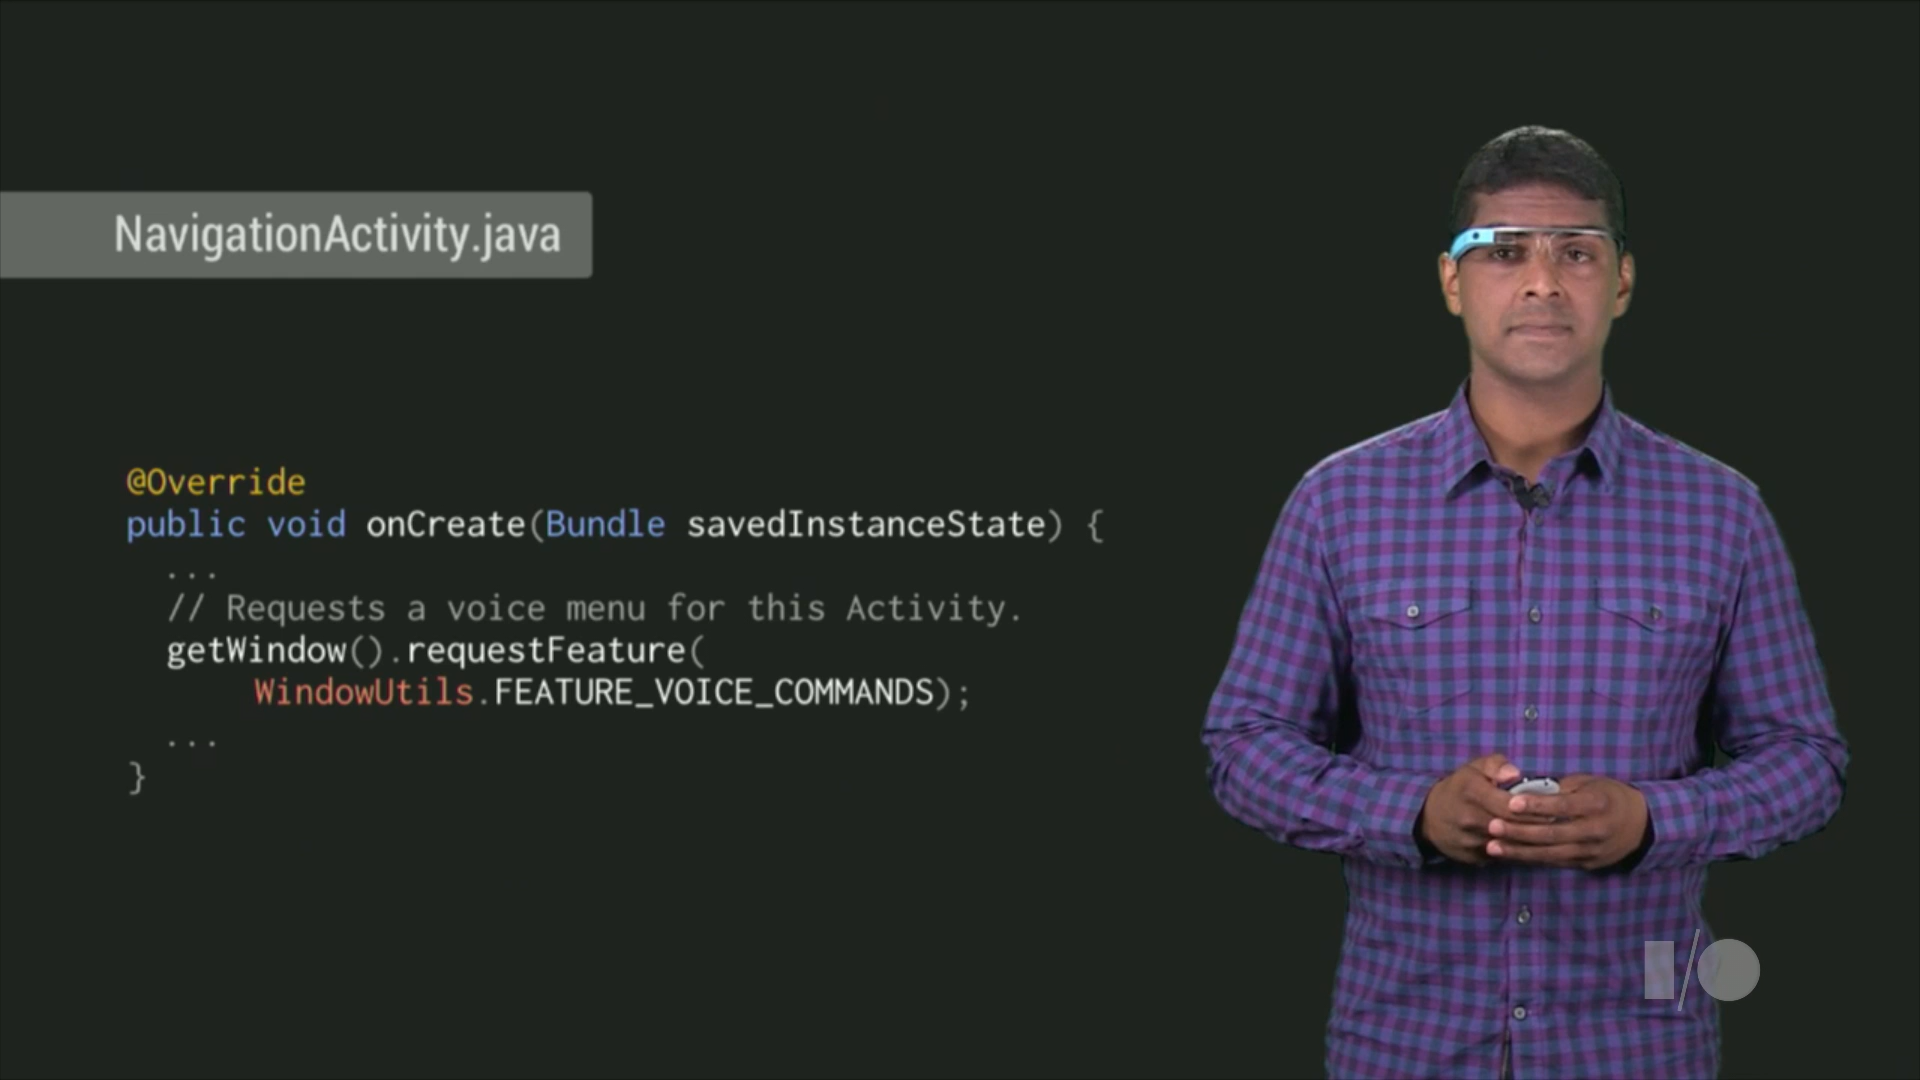 NavigationActivity.java
@Override
public void onCreate(Bundle savedInstanceState) {
...
// Requests a voice menu for this Activity.
getWindow().requestFeature(
WindowUtils.FEATURE_VOICE_COMMANDS);
...
}
I/O